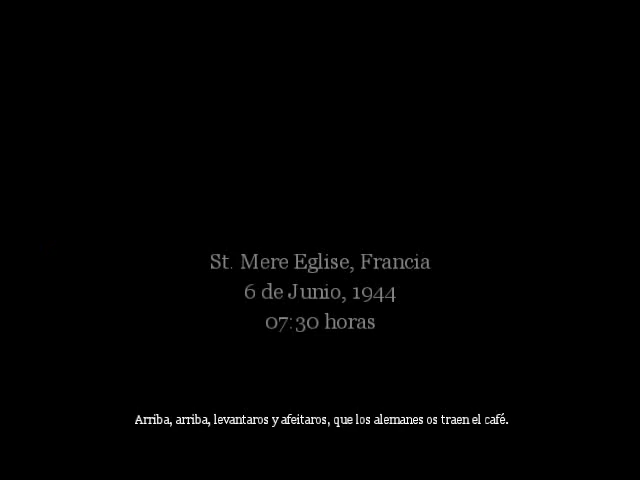 St. Mere Eglise, Francia
6 de Junio, 1944
07:30 horas
Arriba, arriba, levantaros y afeitaros, que los alemanes os traen el café.